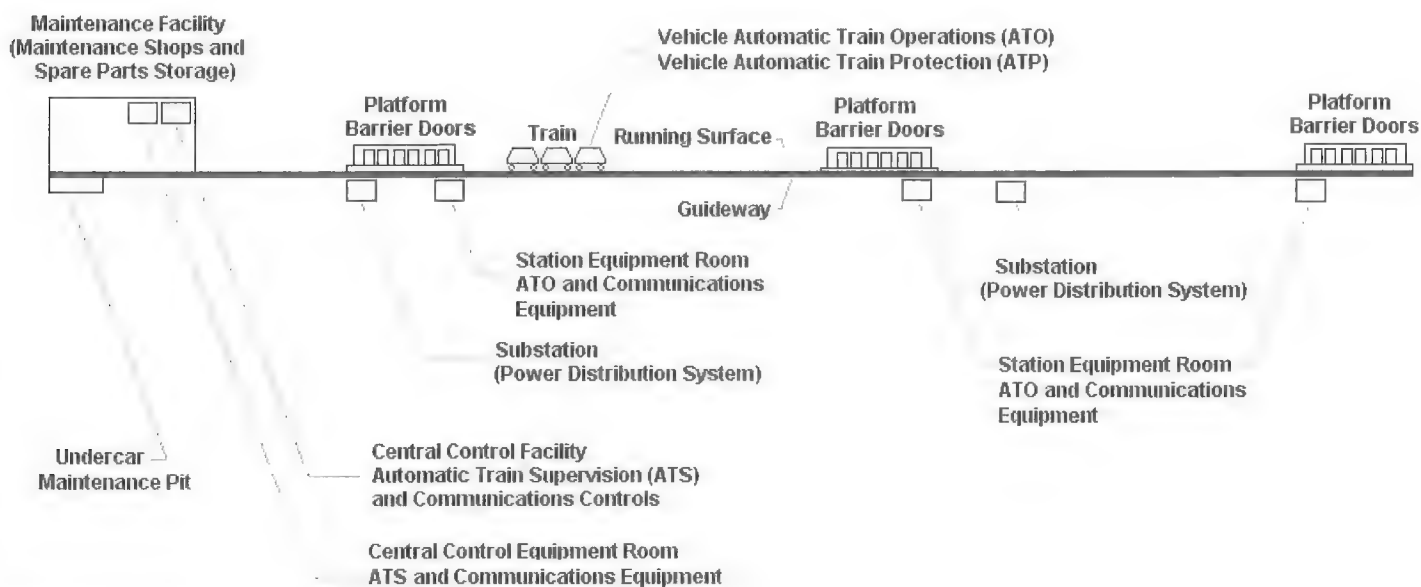 Maintenance Facility
(Maintenance Shops and
Spare Parts Storage)
Vehicle Automatic Train Operations (ATO)
Vehicle Automatic Train Protection (ATP)
Platform
Barrier Doors
Train
Running Surface
Platform
Barrier Doors
Platform
Barrier Doors
Guideway
Station Equipment Room
ATO and Communications
Equipment
Substation
(Power Distribution System)
Substation
(Power Distribution System)
Station Equipment Room
ATO and Communications
Equipment
Undercar
Maintenance Pit
Central Control Facility
Automatic Train Supervision (ATS)
and Communications Controls
Central Control Equipment Room
ATS and Communications Equipment